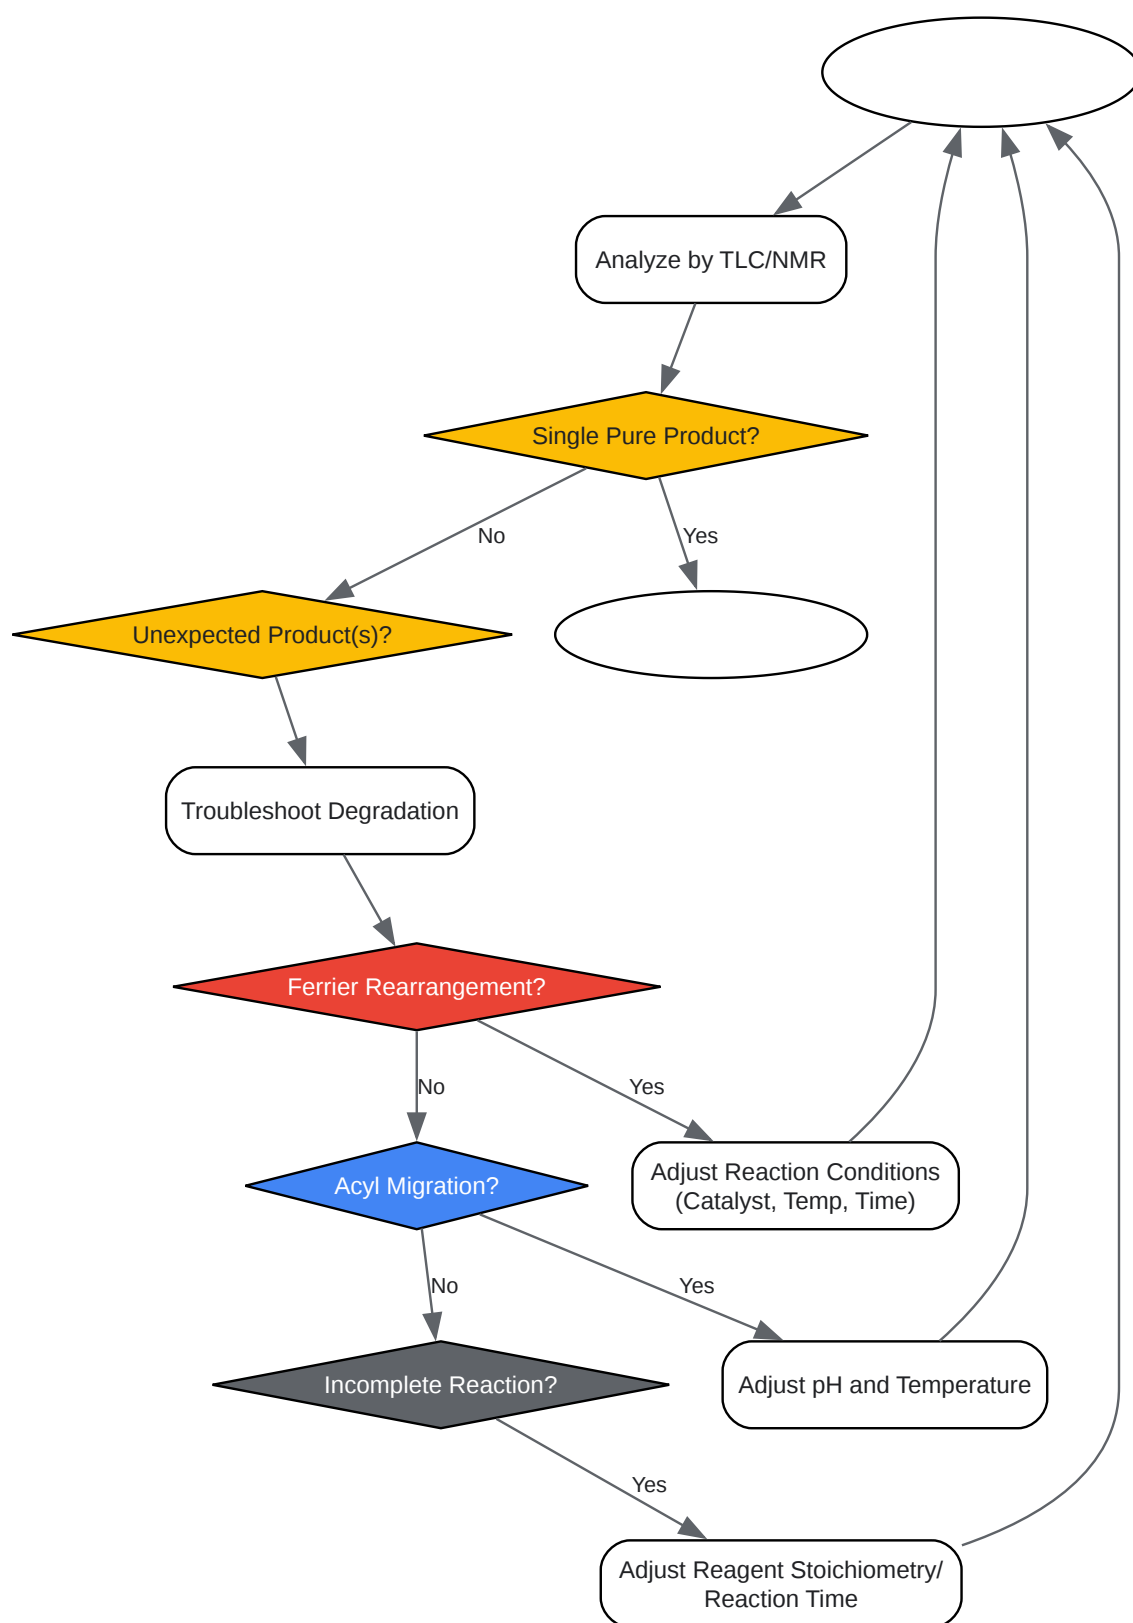 Analyze by TLC/NMR
Single Pure Product?
No
Yes
Unexpected Product(s)?
Troubleshoot Degradation
Ferrier Rearrangement?
No
Yes
Adjust Reaction Conditions
(Catalyst, Temp, Time)
Acyl Migration?
No
Yes
Adjust pH and Temperature
Incomplete Reaction?
Yes
Adjust Reagent Stoichiometry/
Reaction Time